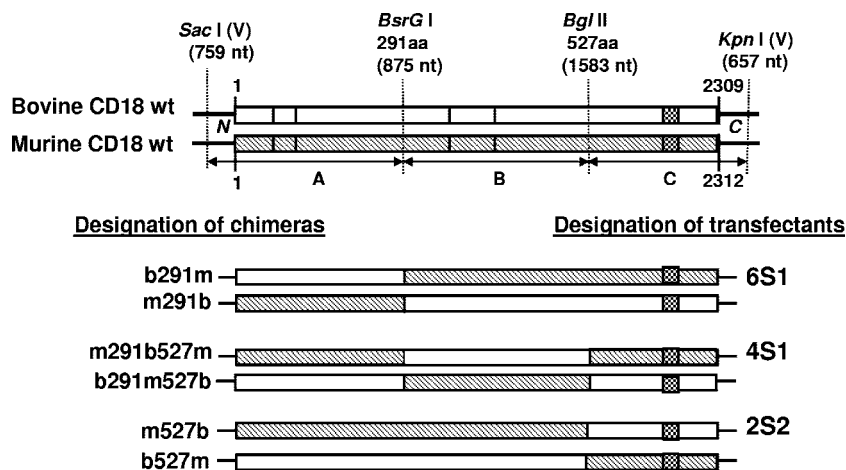 Sac I (V)
(759 nt)
BsrG I
291aa
(875 nt)
Bgl II
527aa
(1583 nt)
Kpn I (V)
(657 nt)
1
2309
Bovine CD18 wt
N
C
Murine CD18 wt
1
A
B
C
2312
Designation of chimeras
Designation of transfectants
b291m
6S1
m291b
m291b527m
4S1
b291m527b
m527b
2S2
b527m